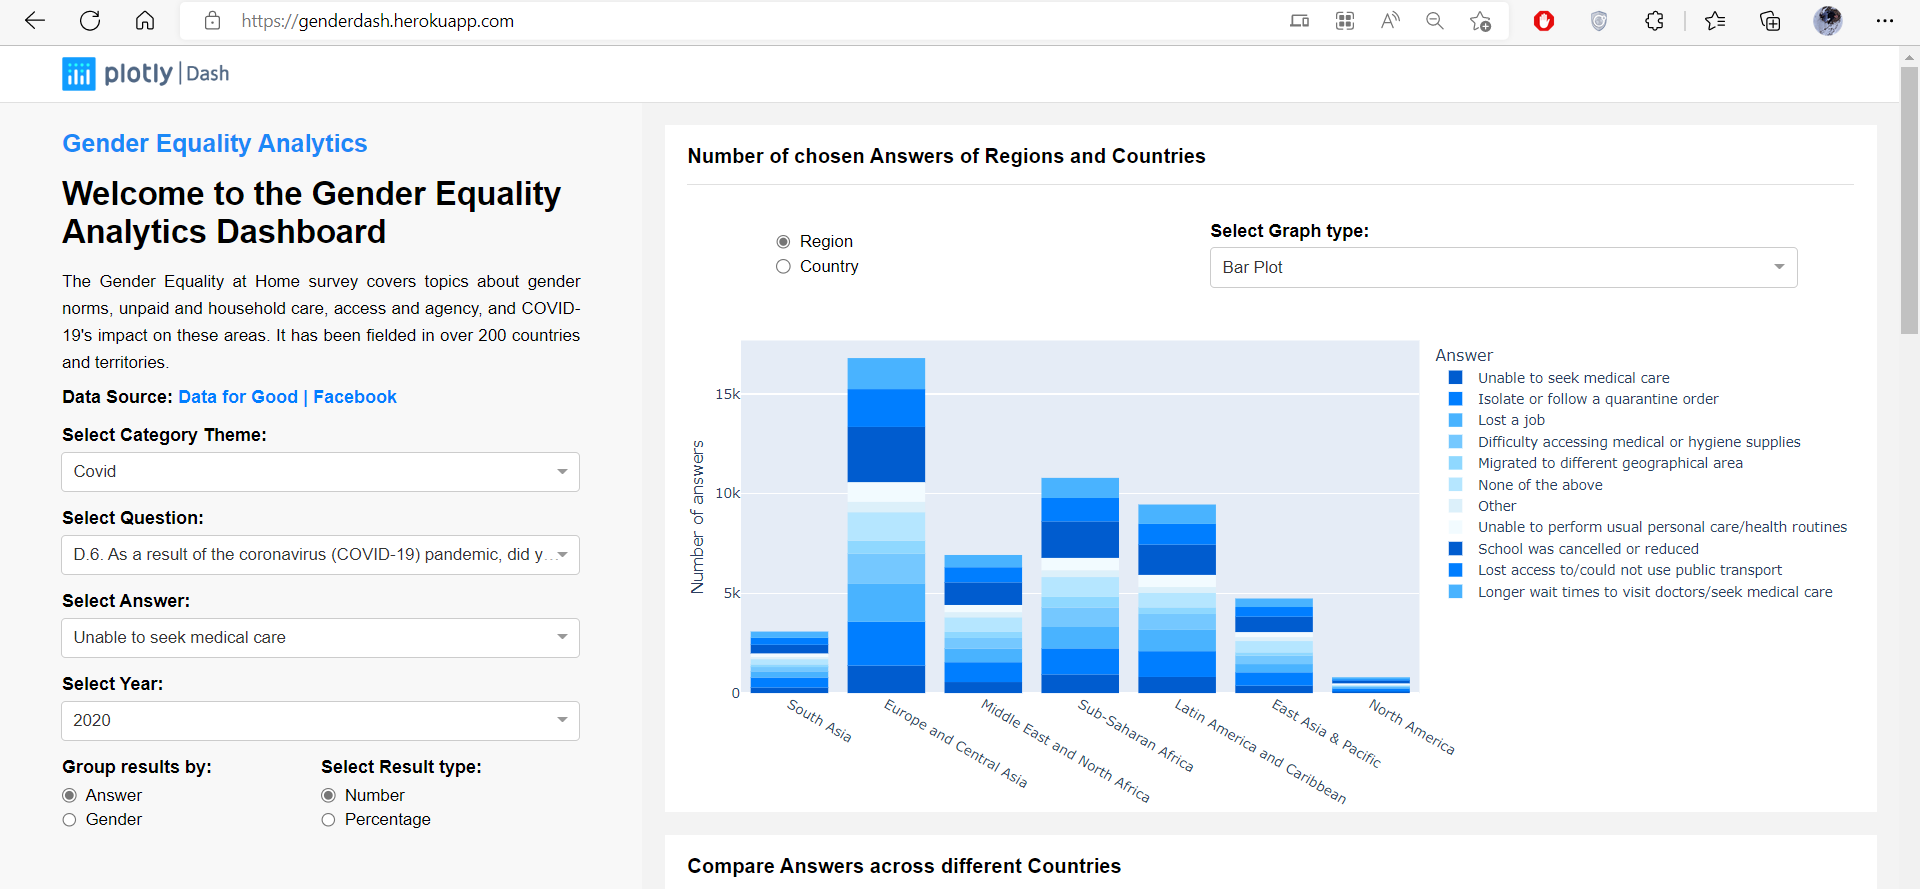 https://genderdash.herokuapp.com
plotly | Dash
Gender Equality Analytics
Welcome to the Gender Equality
Analytics Dashboard
The Gender Equality at Home survey covers topics about gender
norms, unpaid and household care, access and agency, and COVID-
19's impact on these areas. It has been fielded in over 200 countries
and territories.
Data Source: Data for Good | Facebook
Select Category Theme:
Covid
Select Question:
D.6. As a result of the coronavirus (COVID-19) pandemic, did y...
Select Answer:
Unable to seek medical care
Select Year:
2020
Group results by:
Answer
Gender
Select Result type:
Number
Percentage
Number of chosen Answers of Regions and Countries
Region
Country
Select Graph type:
Bar Plot
Number of answers
15k
10k
5k
0
South Asia
Europe and Central Asia
Middle East and North Africa
Sub-Saharan Africa
Latin America and Caribbean
East Asia & Pacific
North America
Answer
Unable to seek medical care
Isolate or follow a quarantine order
Lost a job
Difficulty accessing medical or hygiene supplies
Migrated to different geographical area
None of the above
Other
Unable to perform usual personal care/health routines
School was cancelled or reduced
Lost access to/could not use public transport
Longer wait times to visit doctors/seek medical care
Compare Answers across different Countries